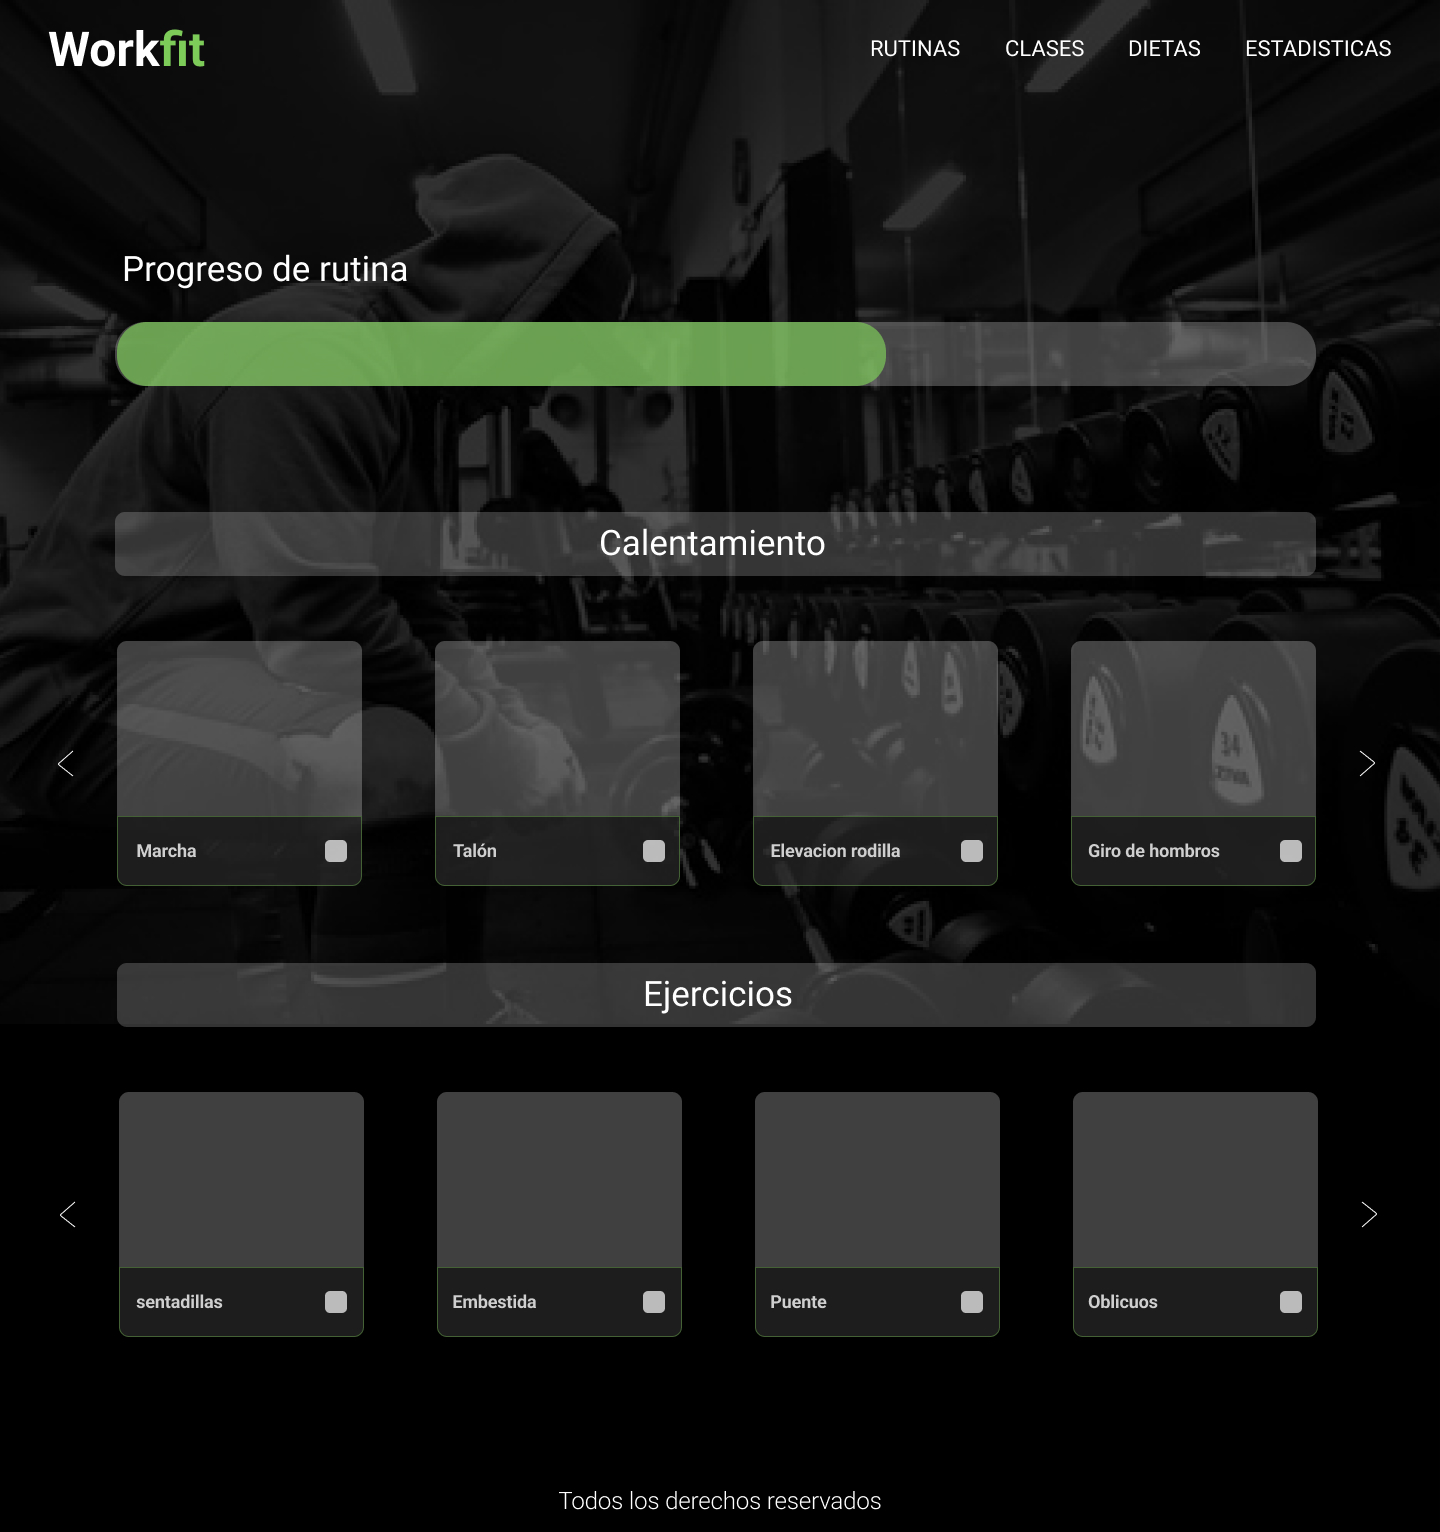 Workfit
RUTINAS CLASES DIETAS ESTADISTICAS
Progreso de rutina
Calentamiento
34
Marcha
Talón
Elevacion rodilla
Giro de hombros
Ejercicios
sentadillas
Embestida
Puente
Oblicuos
Todos los derechos reservados